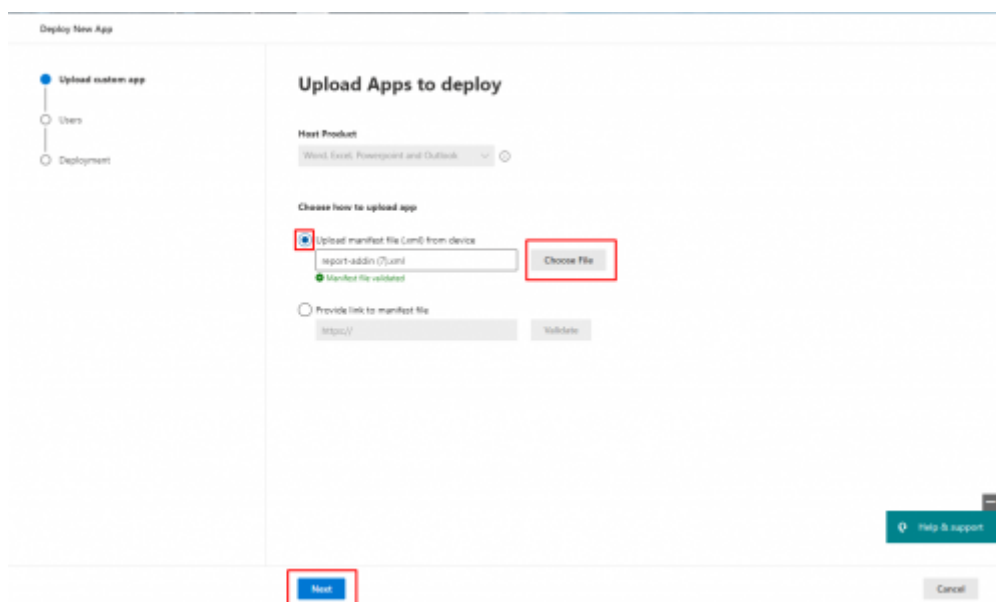 Deploy New App
Upload custom app
Users
Deployment
Upload Apps to deploy
Host Product
Word, Excel, Powerpoint and Outlook
Choose how to upload app
Upload manifest file (.xml) from device
report-addin (7).xml
Choose File
Manifest file validated
Provide link to manifest file
https://
Validate
Help & support
Next
Cancel